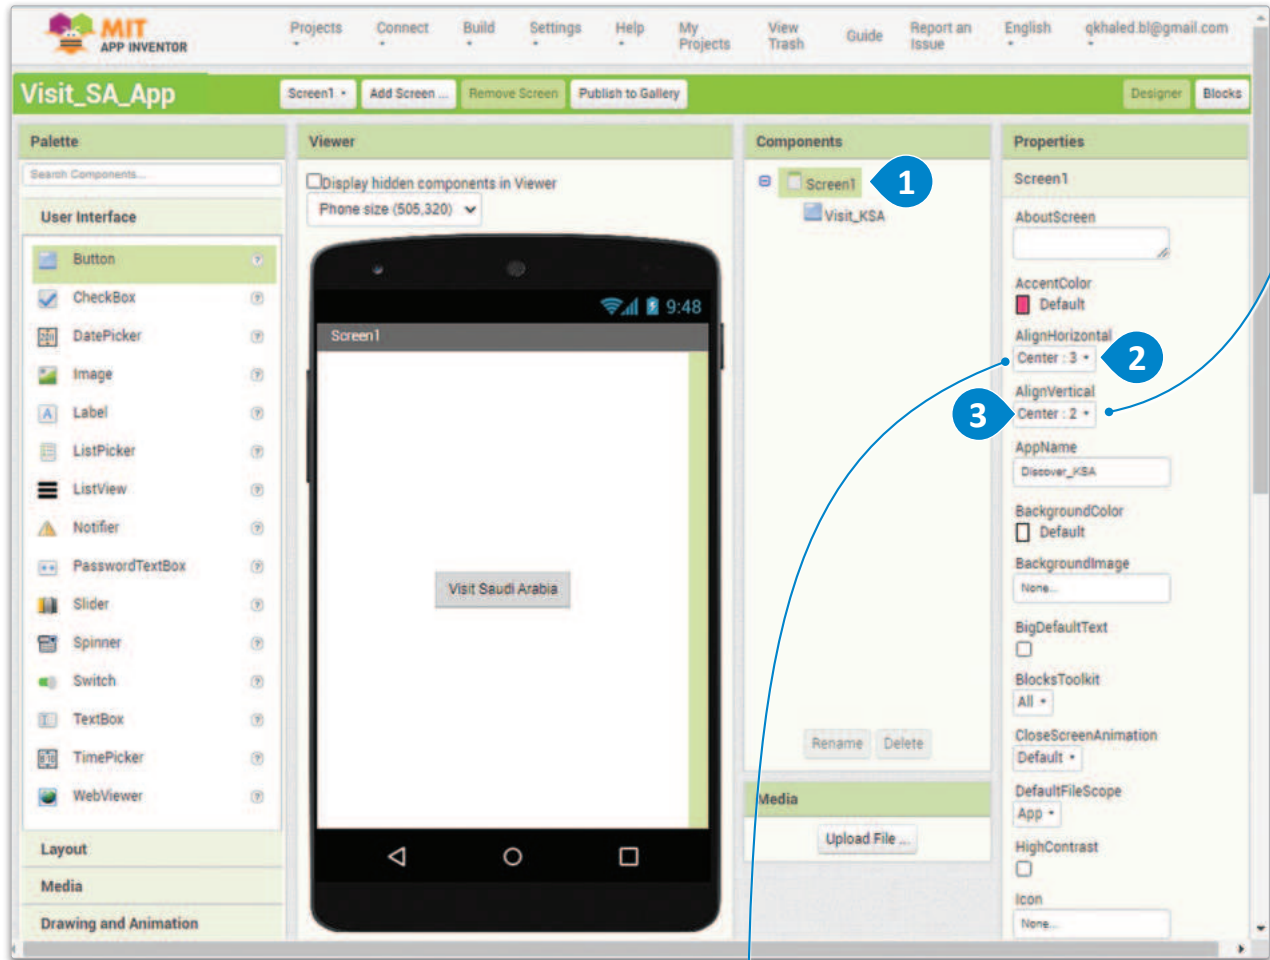 MIT
APP INVENTOR
Projects
Connect
Build
Settings
Help
My
Projects
View
Trash
Guide
Report an
Issue
English
qkhaled.bl@gmail.com
Visit_SA_App
Screen1
Add Screen ...
Remove Screen
Publish to Gallery
Designer
Blocks
Palette
Search Components...
User Interface
Button
CheckBox
DatePicker
Image
Label
ListPicker
ListView
Notifier
PasswordTextBox
Slider
Spinner
Switch
TextBox
TimePicker
WebViewer
Layout
Media
Drawing and Animation
Viewer
Display hidden components in Viewer
Phone size (505,320)
9:48
Screen1
Visit Saudi Arabia
Components
Screen1
1
Visit_KSA
Rename
Delete
Media
Upload File ...
Properties
Screen1
AboutScreen
AccentColor
Default
AlignHorizontal
Center : 3
2
AlignVertical
3
Center : 2
AppName
Discover_KSA
BackgroundColor
Default
BackgroundImage
None...
BigDefaultText
BlocksToolkit
All
CloseScreenAnimation
Default
DefaultFileScope
App
HighContrast
Icon
None...